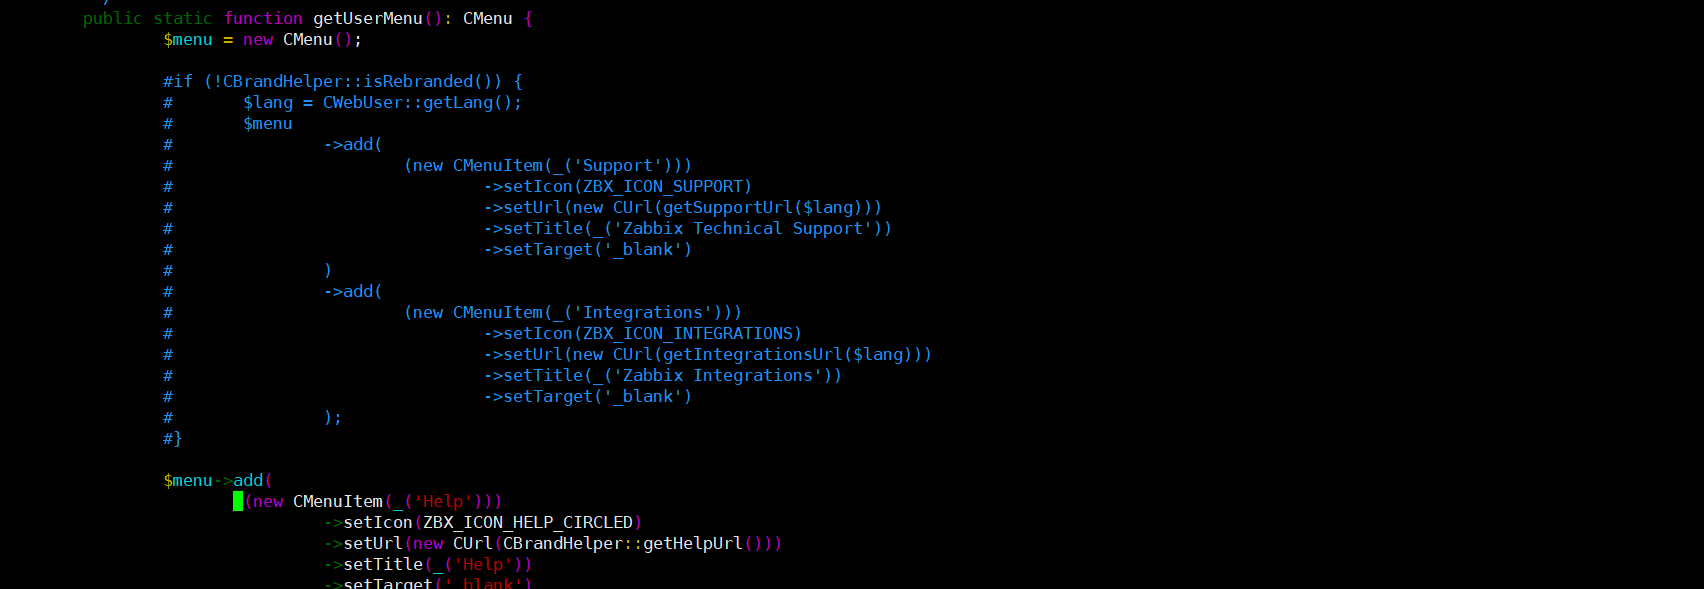 public static function getUserMenu(): CMenu {
$menu = new CMenu();
#if (!CBrandHelper::isRebranded()) {
# $lang = CWebUser::getLang();
# $menu
# ->add(
# (new CMenuItem(_('Support')))
# ->setIcon(ZBX_ICON_SUPPORT)
# ->setUrl(new CUrl(getSupportUrl($lang)))
# ->setTitle(_('Zabbix Technical Support'))
# ->setTarget('_blank')
# )
# ->add(
# (new CMenuItem(_('Integrations')))
# ->setIcon(ZBX_ICON_INTEGRATIONS)
# ->setUrl(new CUrl(getIntegrationsUrl($lang)))
# ->setTitle(_('Zabbix Integrations'))
# ->setTarget('_blank')
# );
#}
$menu->add(
(new CMenuItem(_('Help')))
->setIcon(ZBX_ICON_HELP_CIRCLED)
->setUrl(new CUrl(CBrandHelper::getHelpUrl()))
->setTitle(_('Help'))
->setTarget('_blank')